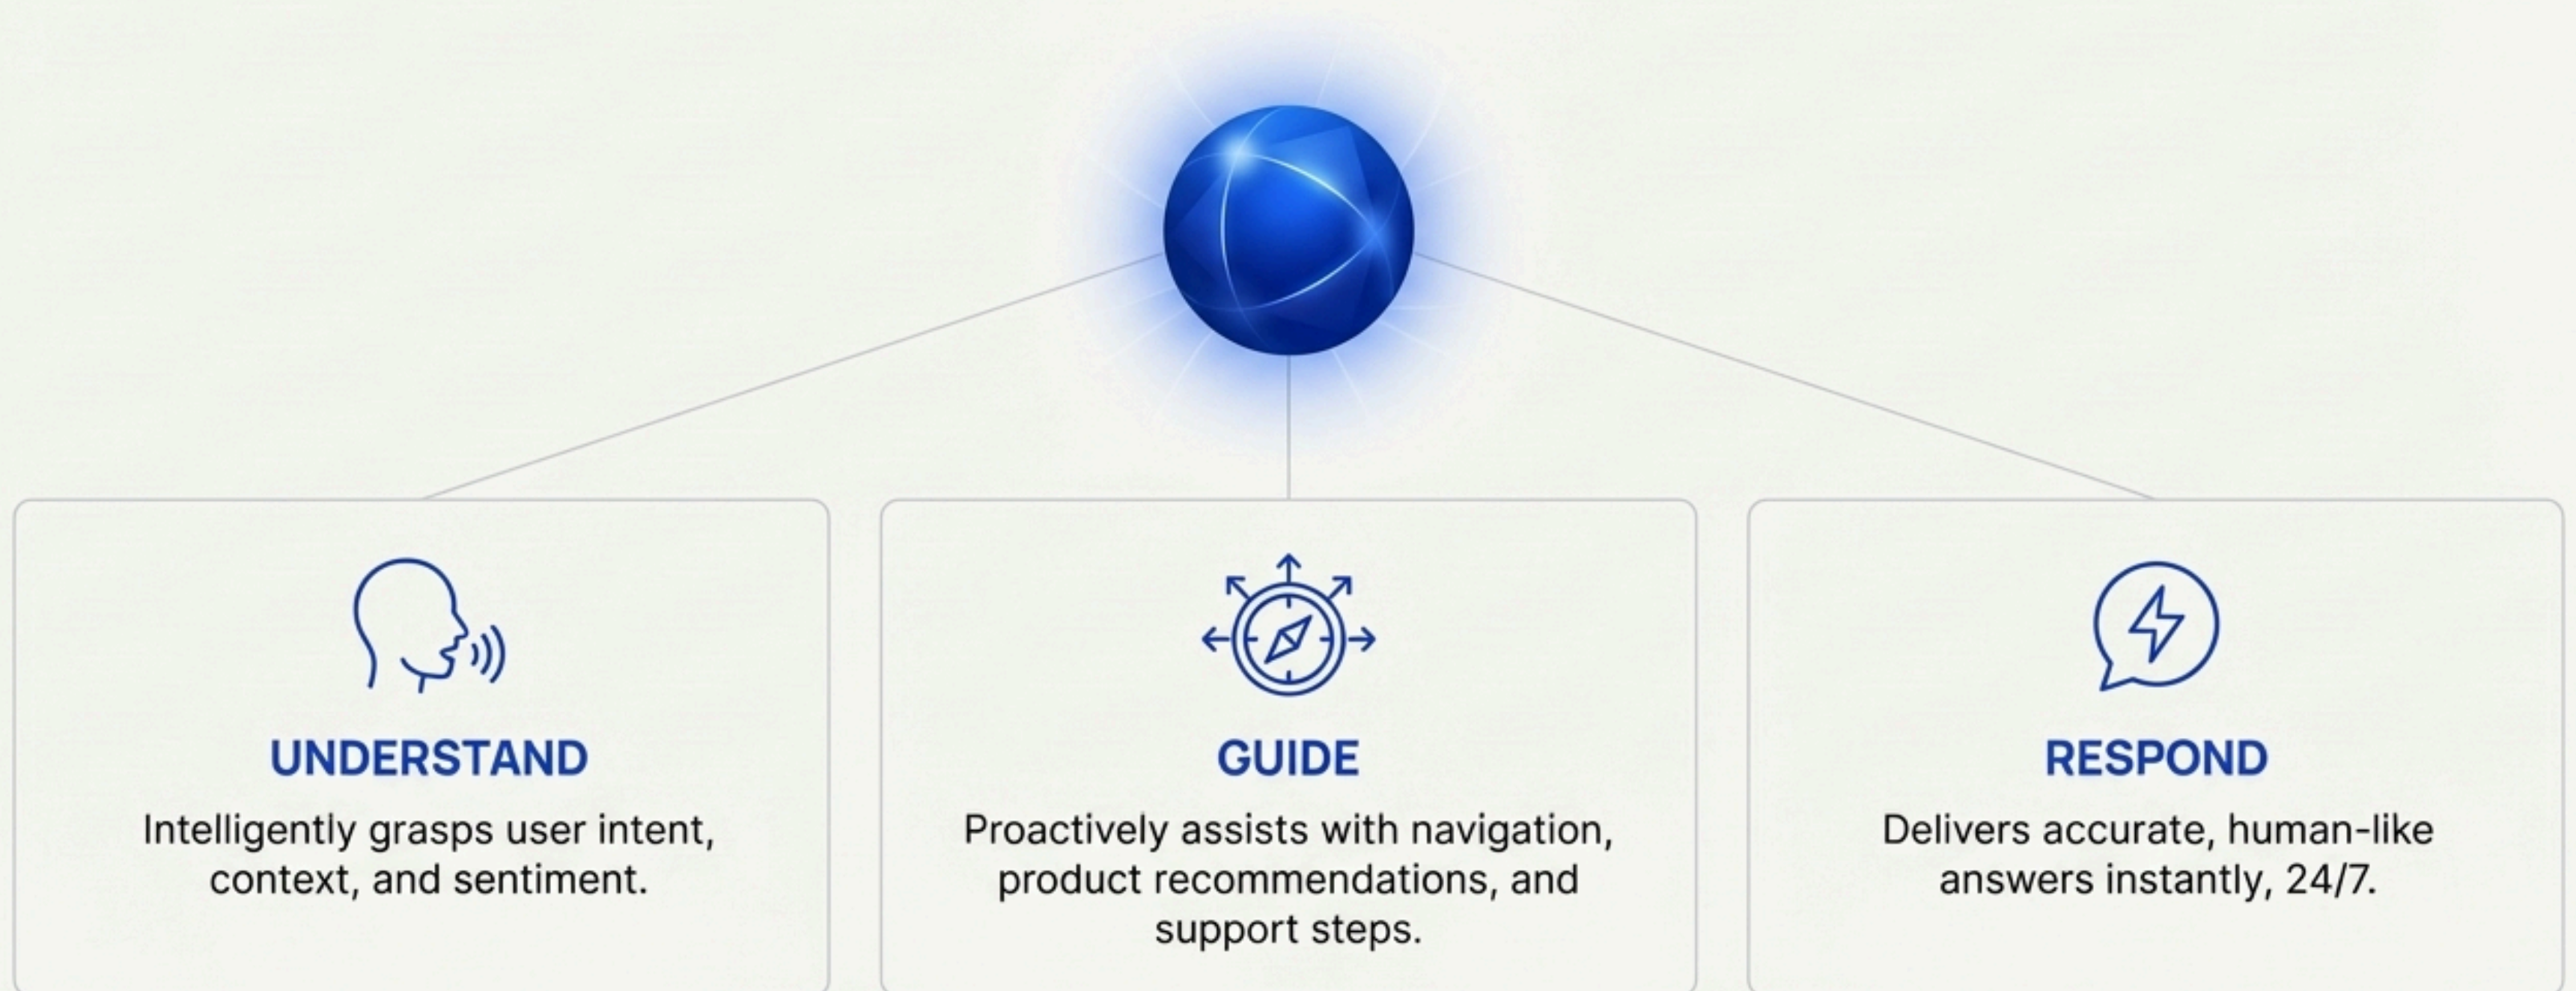 UNDERSTAND
Intelligently grasps user intent,
context, and sentiment.
GUIDE
Proactively assists with navigation,
product recommendations, and
support steps.
RESPOND
Delivers accurate, human-like
answers instantly, 24/7.